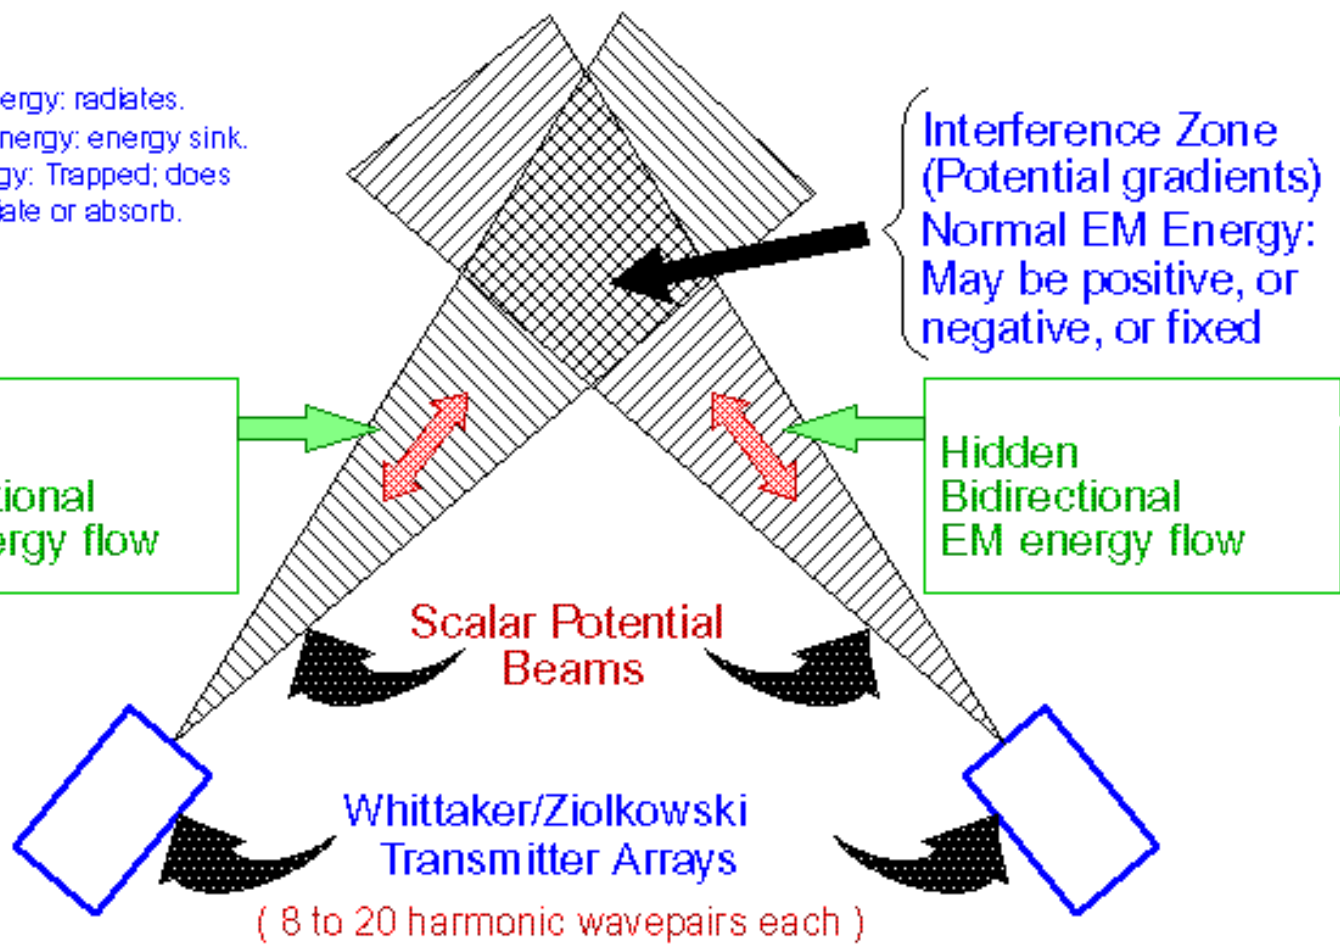 ergy: radiates.
nergy: energy sink.
gy: Trapped; does
iate or absorb.
Interference Zone
(Potential gradients)
Normal EM Energy:
May be positive, or
negative, or fixed
tional
ergy flow
Hidden
Bidirectional
EM energy flow
Scalar Potential
Beams
Whittaker/Ziolkowski
Transmitter Arrays
( 8 to 20 harmonic wavepairs each )